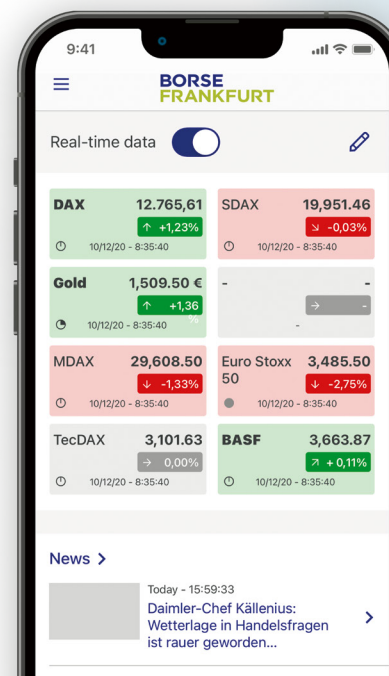 9:41
BORSE
FRANKFURT
Real-time data
DAX 12.765,61
↑ +1,23%
10/12/20 - 8:35:40
SDAX 19,951.46
↘ -0,03%
10/12/20 - 8:35:40
Gold 1,509.50 €
↑ +1,36
%
10/12/20 - 8:35:40
- -
→ -
-
MDAX 29,608.50
↓ -1,33%
10/12/20 - 8:35:40
Euro Stoxx 3,485.50
50
↓ -2,75%
10/12/20 - 8:35:40
TecDAX 3,101.63
→ 0,00%
10/12/20 - 8:35:40
BASF 3,663.87
↗ + 0,11%
10/12/20 - 8:35:40
News >
Today - 15:59:33
Daimler-Chef Källenius:
Wetterlage in Handelsfragen
ist rauer geworden...